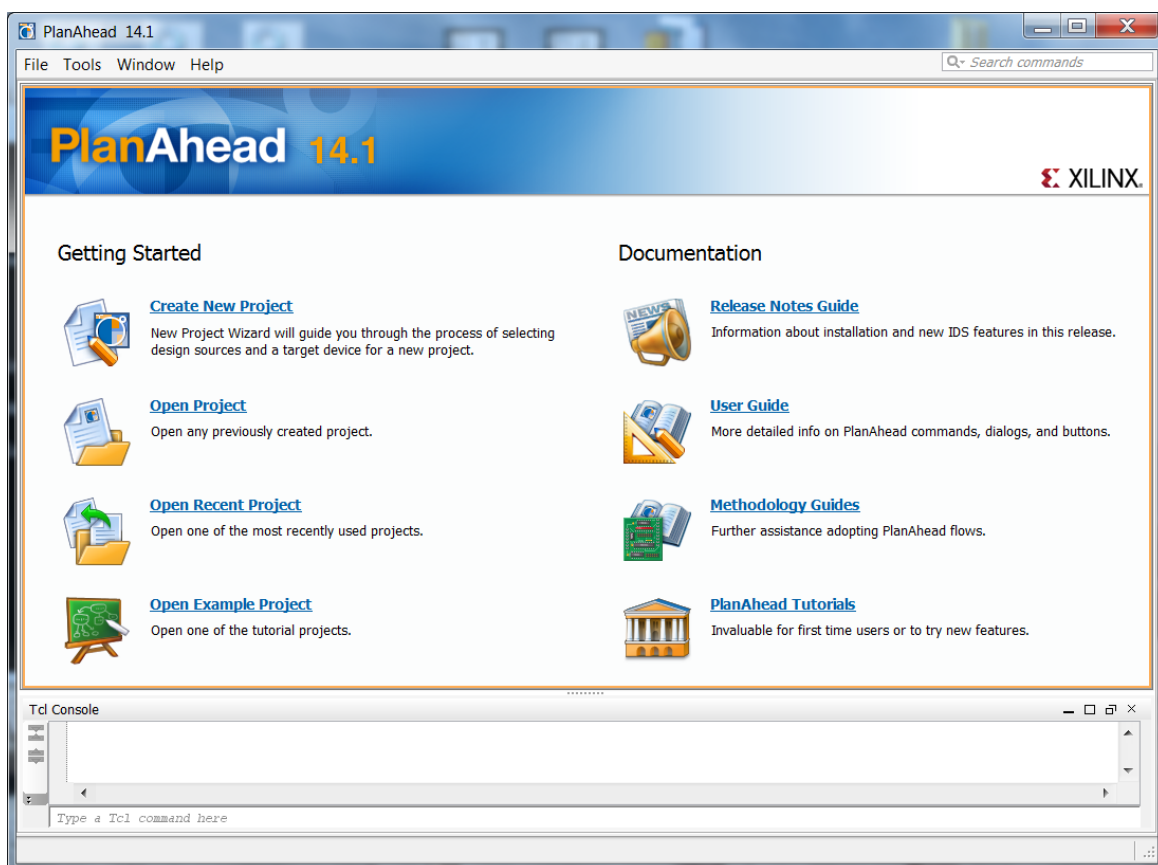 PlanAhead 14.1
File Tools Window Help
Search commands
PlanAhead 14.1
XILINX
Getting Started
Create New Project
New Project Wizard will guide you through the process of selecting
design sources and a target device for a new project.
Open Project
Open any previously created project.
Open Recent Project
Open one of the most recently used projects.
Open Example Project
Open one of the tutorial projects.
Documentation
Release Notes Guide
Information about installation and new IDS features in this release.
User Guide
More detailed info on PlanAhead commands, dialogs, and buttons.
Methodology Guides
Further assistance adopting PlanAhead flows.
PlanAhead Tutorials
Invaluable for first time users or to try new features.
Tcl Console
Type a Tcl command here